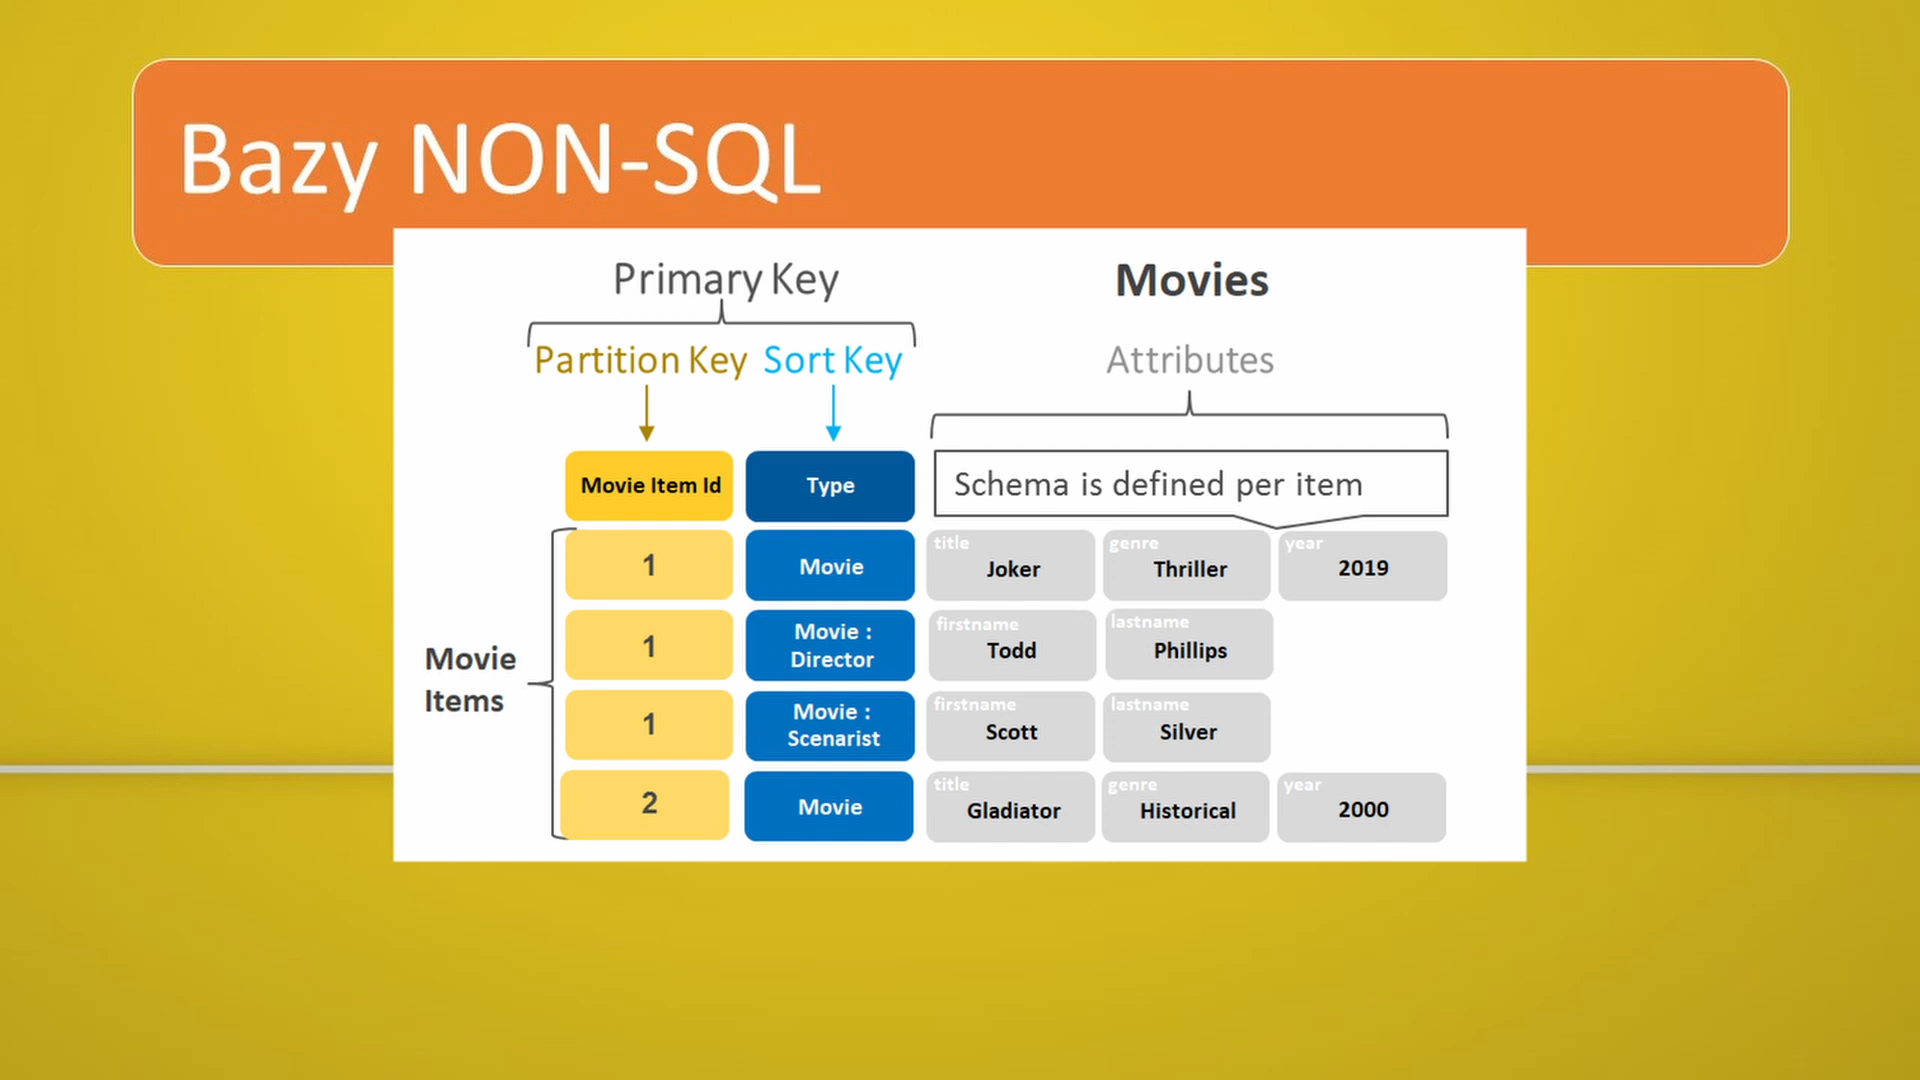 Bazy NON-SQL
Primary Key
Movies
Partition Key
Sort Key
Attributes
Movie Item Id
Type
Schema is defined per item
Movie
Items
1
Movie
title
Joker
genre
Thriller
year
2019
1
Movie :
Director
firstname
Todd
lastname
Phillips
1
Movie :
Scenarist
firstname
Scott
lastname
Silver
2
Movie
title
Gladiator
genre
Historical
year
2000